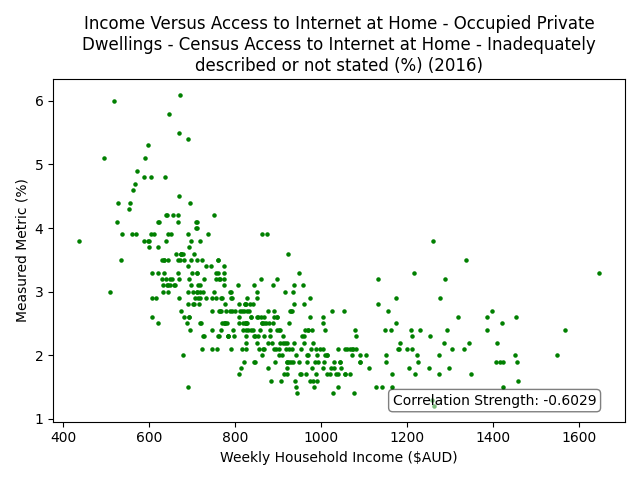 Income Versus Access to Internet at Home - Occupied Private
Dwellings - Census Access to Internet at Home - Inadequately
described or not stated (%) (2016)
Measured Metric (%)
6
5
4
3
2
1
Correlation Strength: -0.6029
400 600 800 1000 1200 1400 1600
Weekly Household Income ($AUD)